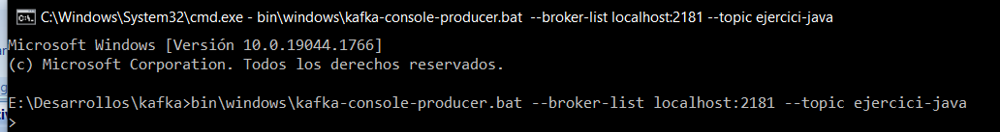 C:\Windows\System32\cmd.exe - bin\windows\kafka-console-producer.bat --broker-list localhost:2181 --topic ejercici-java
Microsoft Windows [Versión 10.0.19044.1766]
(c) Microsoft Corporation. Todos los derechos reservados.
E:\Desarrollos\kafka>bin\windows\kafka-console-producer.bat --broker-list localhost:2181 --topic ejercici-java
>